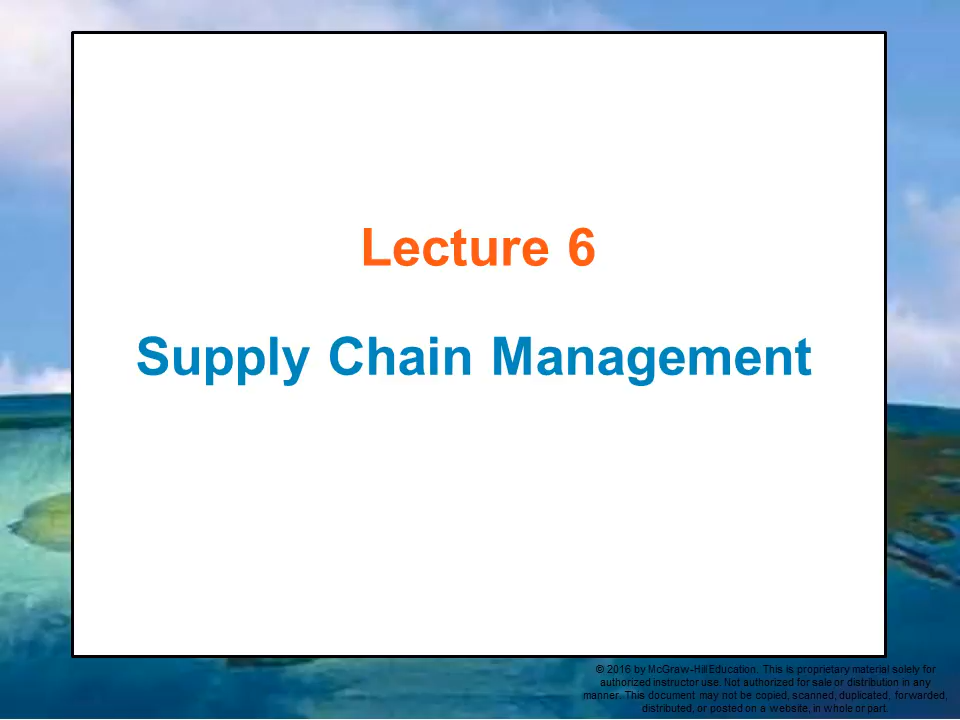 Lecture 6
Supply Chain Management
© 2016 by McGraw-Hill Education. This is proprietary material solely for
authorized instructor use. Not authorized for sale or distribution in any
manner. This document may not be copied, scanned, duplicated, forwarded,
distributed, or posted on a website, in whole or part.